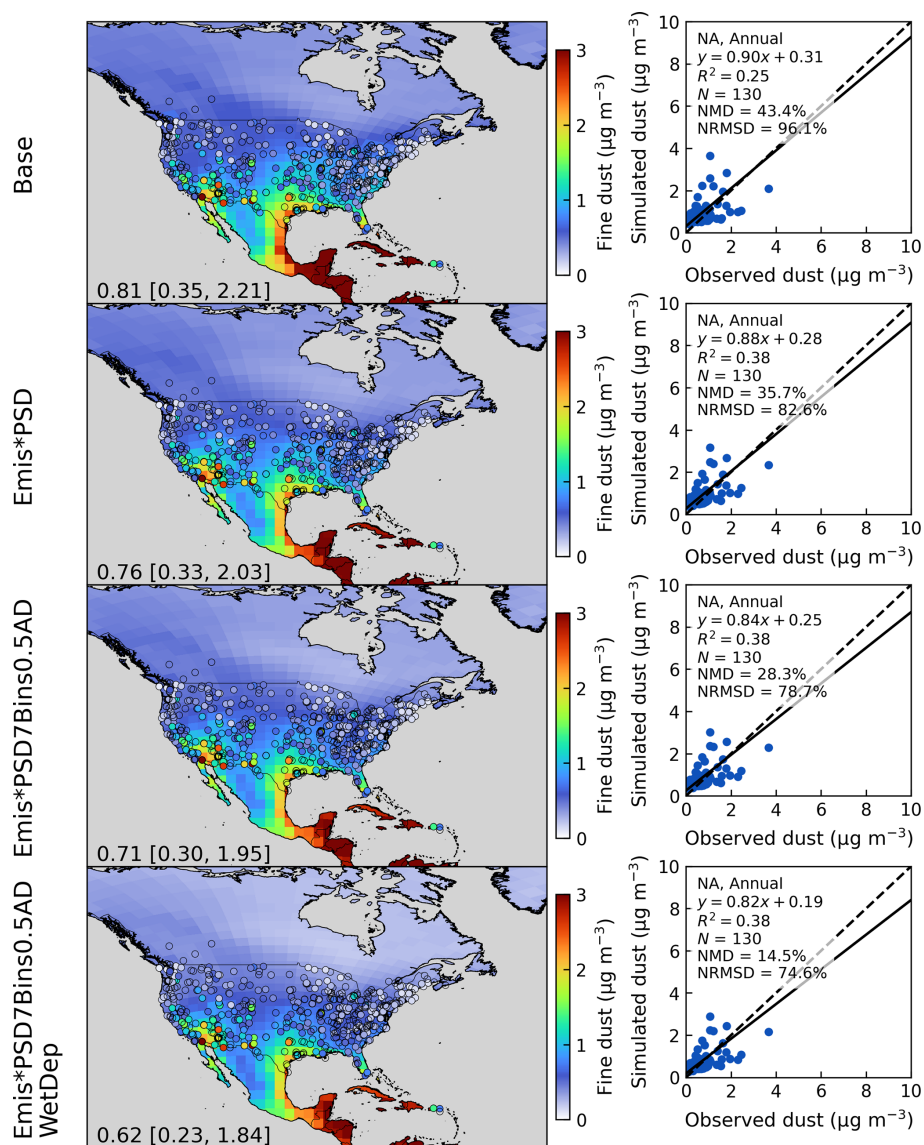 Base
0.81 [0.35, 2.21]
3
2
1
0
Fine dust (μg m⁻³)
NA, Annual
y = 0.90x + 0.31
R² = 0.25
N = 130
NMD = 43.4%
NRMSD = 96.1%
10
8
6
4
2
0
Simulated dust (μg m⁻³)
0 2 4 6 8 10
Observed dust (μg m⁻³)
Emis*PSD
0.76 [0.33, 2.03]
3
2
1
0
Fine dust (μg m⁻³)
NA, Annual
y = 0.88x + 0.28
R² = 0.38
N = 130
NMD = 35.7%
NRMSD = 82.6%
10
8
6
4
2
0
Simulated dust (μg m⁻³)
0 2 4 6 8 10
Observed dust (μg m⁻³)
Emis*PSD7Bins0.5AD
0.71 [0.30, 1.95]
3
2
1
0
Fine dust (μg m⁻³)
NA, Annual
y = 0.84x + 0.25
R² = 0.38
N = 130
NMD = 28.3%
NRMSD = 78.7%
10
8
6
4
2
0
Simulated dust (μg m⁻³)
0 2 4 6 8 10
Observed dust (μg m⁻³)
Emis*PSD7Bins0.5AD
WetDep
0.62 [0.23, 1.84]
3
2
1
0
Fine dust (μg m⁻³)
NA, Annual
y = 0.82x + 0.19
R² = 0.38
N = 130
NMD = 14.5%
NRMSD = 74.6%
10
8
6
4
2
0
Simulated dust (μg m⁻³)
0 2 4 6 8 10
Observed dust (μg m⁻³)